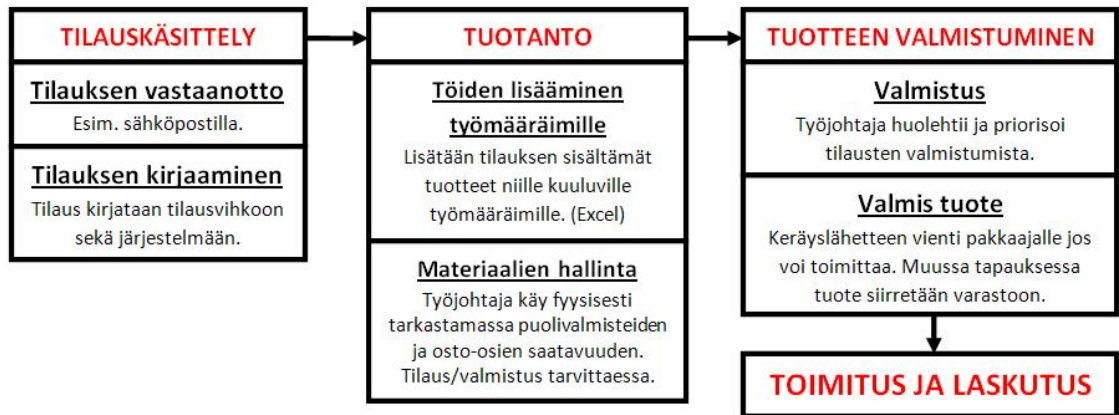 TILAUSKÄSITTELY
Tilauksen vastaanotto
Esim. sähköpostilla.
Tilauksen kirjaaminen
Tilaus kirjataan tilausvihkoon
sekä järjestelmään.
TUOTANTO
Töiden lisääminen
työmääräimille
Lisätään tilauksen sisältämät
tuotteet niille kuuluville
työmääräimille. (Excel)
Materiaalien hallinta
Työjohtaja käy fyysisesti
tarkastamassa puolivalmisteiden
ja osto-osien saatavuuden.
Tilaus/valmistus tarvittaessa.
TUOTTEEN VALMISTUMINEN
Valmistus
Työjohtaja huolehtii ja priorisoi
tilausten valmistumista.
Valmis tuote
Keräyslähetteen vienti pakkaajalle jos
voi toimittaa. Muussa tapauksessa
tuote siirretään varastoon.
TOIMITUS JA LASKUTUS